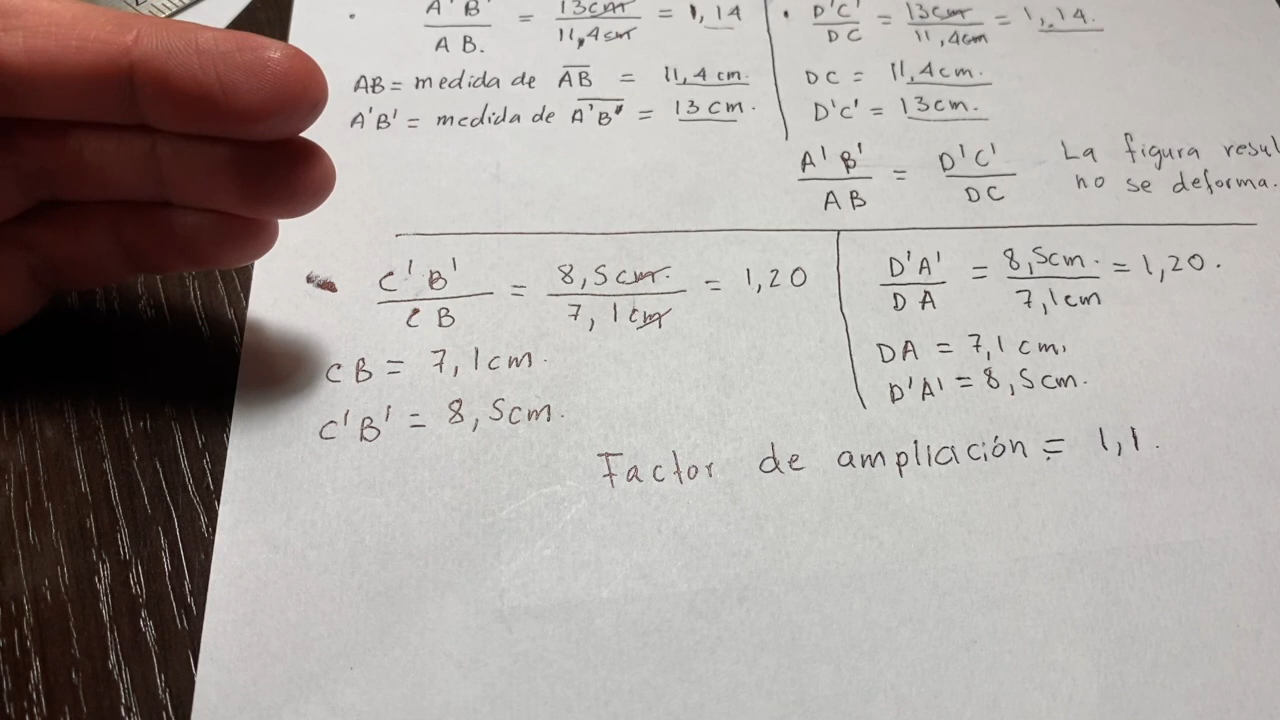 A'B' / AB. = 13cm / 11,4cm = 1,14
AB = medida de AB = 11,4 cm.
A'B' = medida de A'B' = 13 cm.
D'C' / DC = 13cm / 11,4cm = 1,14.
DC = 11,4cm.
D'C' = 13cm.
A'B' / AB = D'C' / DC
La figura resul
no se deforma.
C'B' / CB = 8,5cm. / 7,1cm = 1,20
CB = 7,1cm.
C'B' = 8,5cm.
D'A' / DA = 8,5cm. / 7,1cm = 1,20.
DA = 7,1cm.
D'A' = 8,5cm.
Factor de ampliación = 1,1.